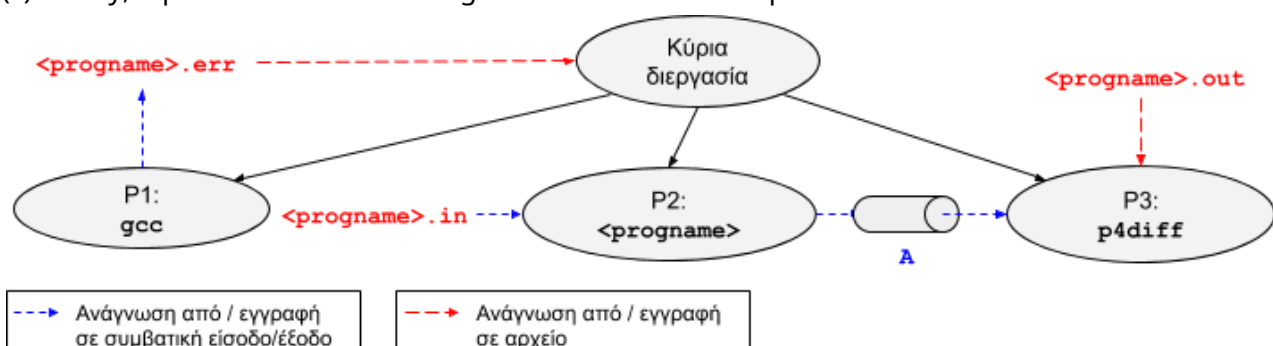 Κύρια
διεργασία
<progname>.err
<progname>.out
P1:
gcc
<progname>.in
P2:
<progname>
P3:
p4diff
A
Ανάγνωση από / εγγραφή
σε συμβατική είσοδο/έξοδο
Ανάγνωση από / εγγραφή
σε αρχείο